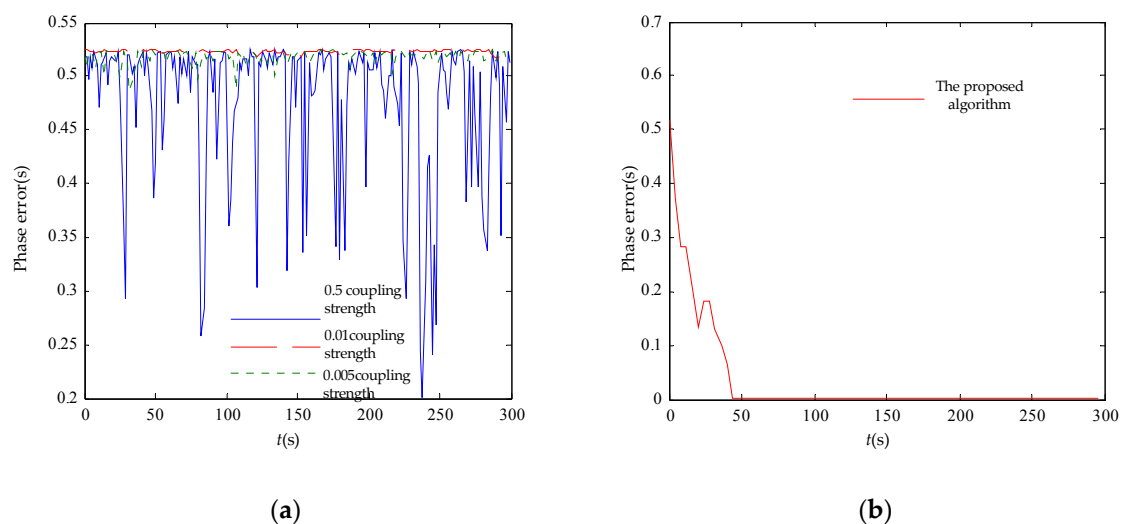 0.55
0.5
0.45
0.4
0.35
0.3
0.25
0.2
Phase error(s)
0.5 coupling
strength
0.01coupling
strength
0.005coupling
strength
0
50
100
150
200
250
300
t(s)
(a)
0.7
0.6
0.5
0.4
0.3
0.2
0.1
0
Phase error(s)
The proposed
algorithm
0
50
100
150
200
250
300
t(s)
(b)